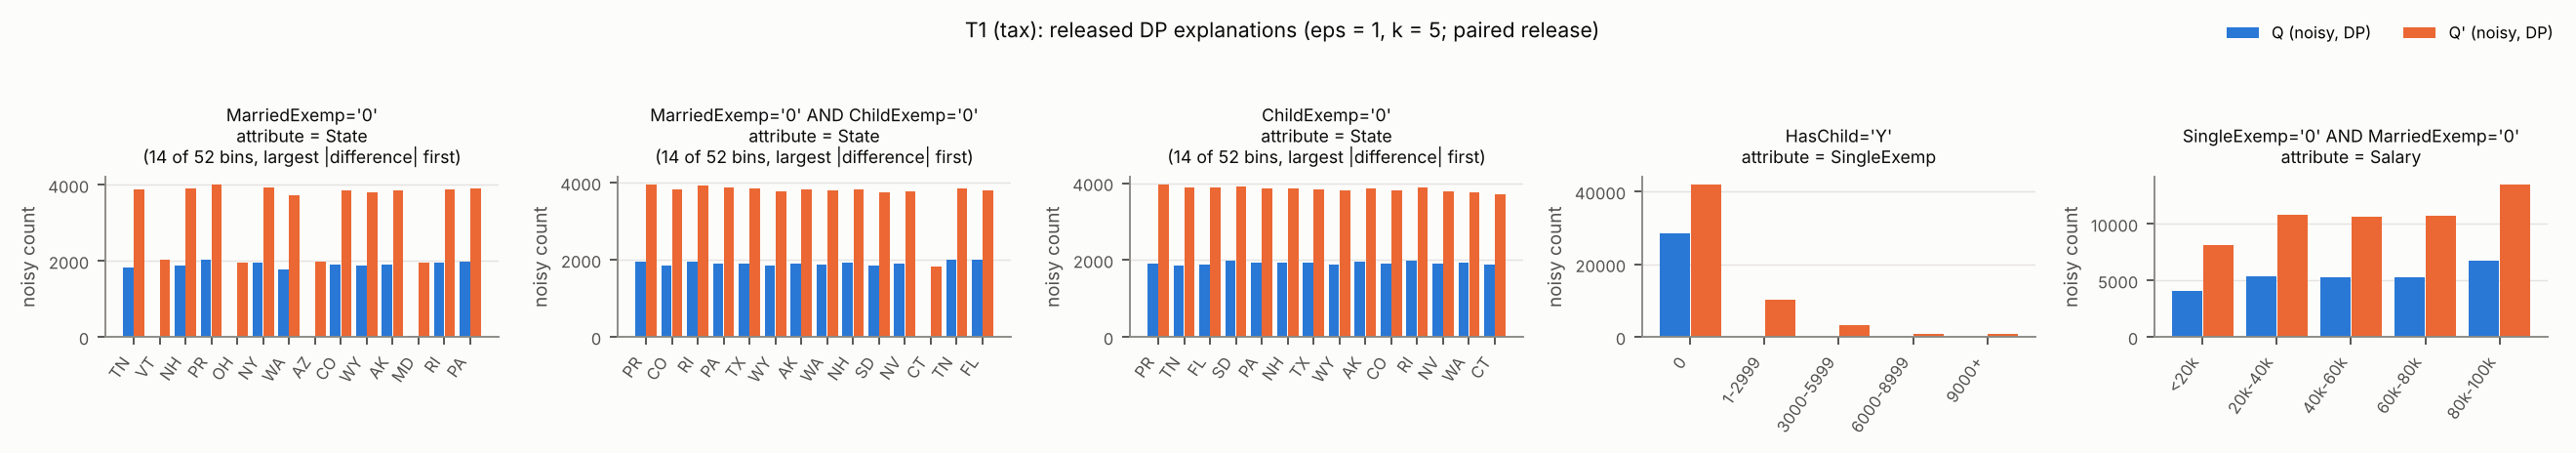 T1 (tax): released DP explanations (eps = 1, k = 5; paired release)
Q (noisy, DP)
Q' (noisy, DP)
MarriedExemp='0'
attribute = State
(14 of 52 bins, largest |difference| first)
noisy count
4000
2000
0
TN VT NH PR OH NY WA AZ CO WY AK MD RI PA
MarriedExemp='0' AND ChildExemp='0'
attribute = State
(14 of 52 bins, largest |difference| first)
noisy count
4000
2000
0
PR CO RI PA TX WY AK WA NH SD NV CT TN FL
ChildExemp='0'
attribute = State
(14 of 52 bins, largest |difference| first)
noisy count
4000
2000
0
PR TN FL SD PA NH TX WY AK CO RI NV WA CT
HasChild='Y'
attribute = SingleExemp
noisy count
40000
20000
0
0 1-2999 3000-5999 6000-8999 9000+
SingleExemp='0' AND MarriedExemp='0'
attribute = Salary
noisy count
10000
5000
0
<20k 20k-40k 40k-60k 60k-80k 80k-100k